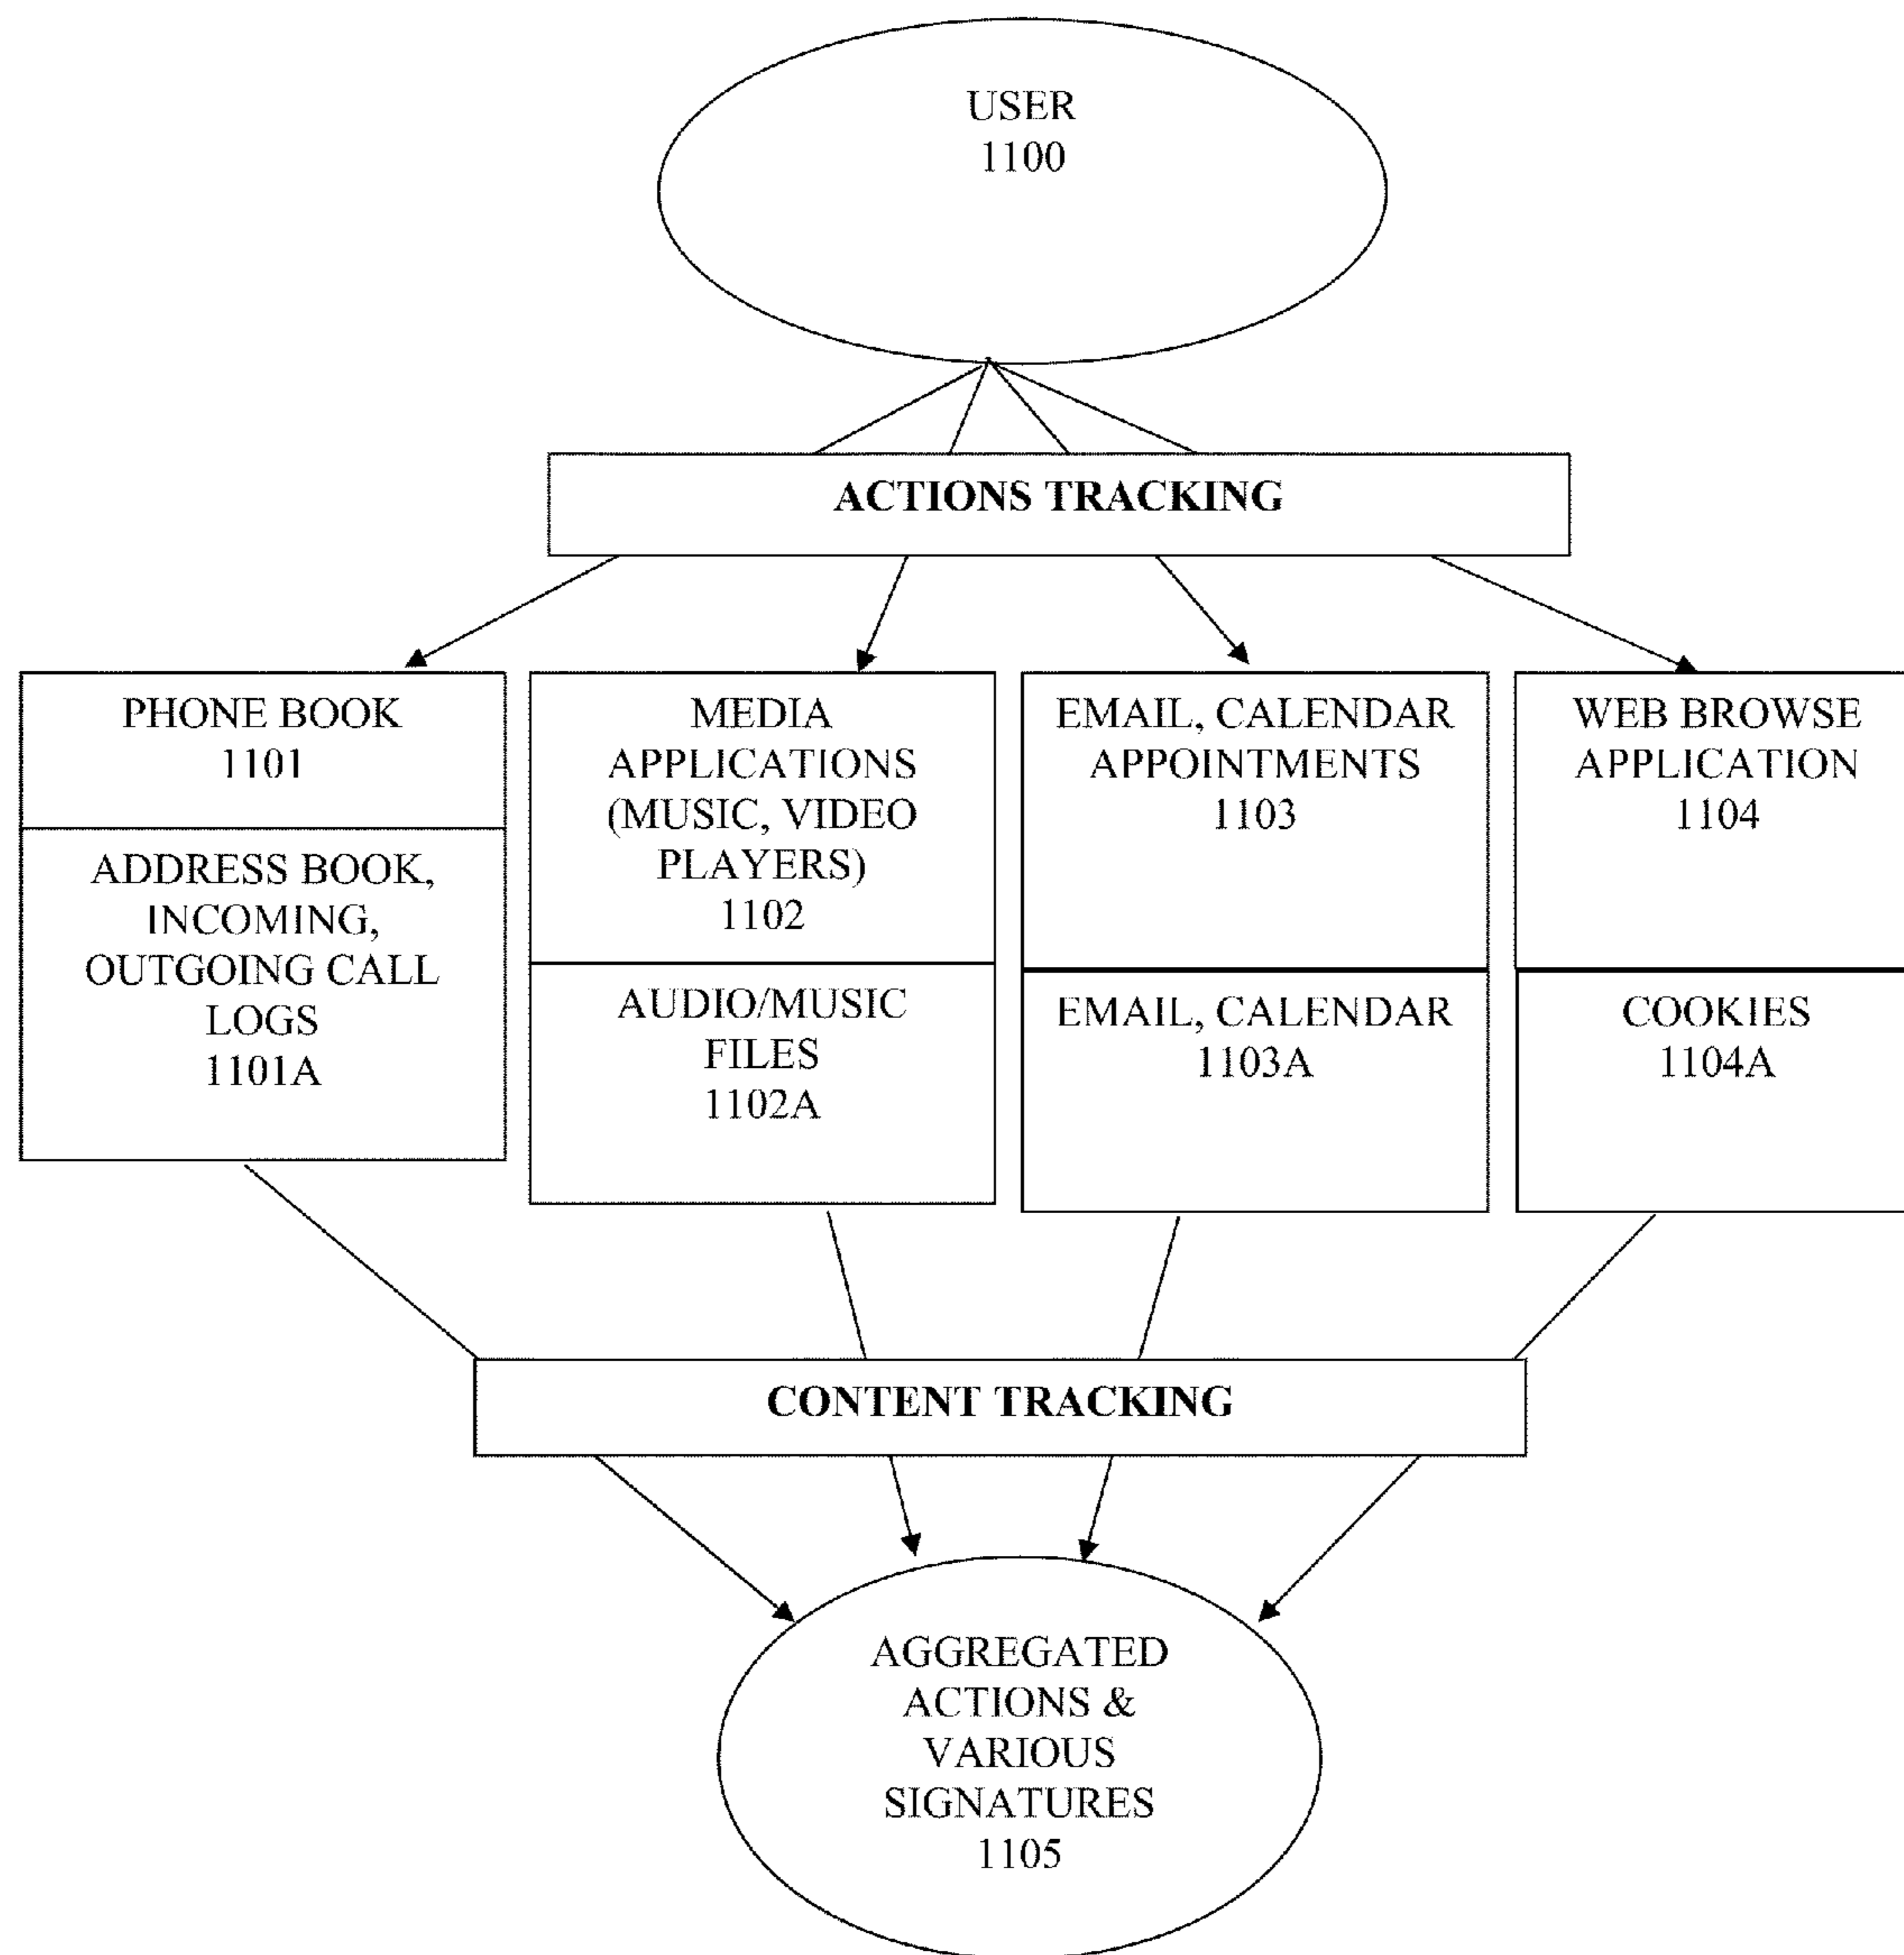 USER
1100
ACTIONS TRACKING
PHONE BOOK
1101
ADDRESS BOOK,
INCOMING,
OUTGOING CALL
LOGS
1101A
MEDIA
APPLICATIONS
(MUSIC, VIDEO
PLAYERS)
1102
AUDIO/MUSIC
FILES
1102A
EMAIL, CALENDAR
APPOINTMENTS
1103
EMAIL, CALENDAR
1103A
WEB BROWSE
APPLICATION
1104
COOKIES
1104A
CONTENT TRACKING
AGGREGATED
ACTIONS &
VARIOUS
SIGNATURES
1105